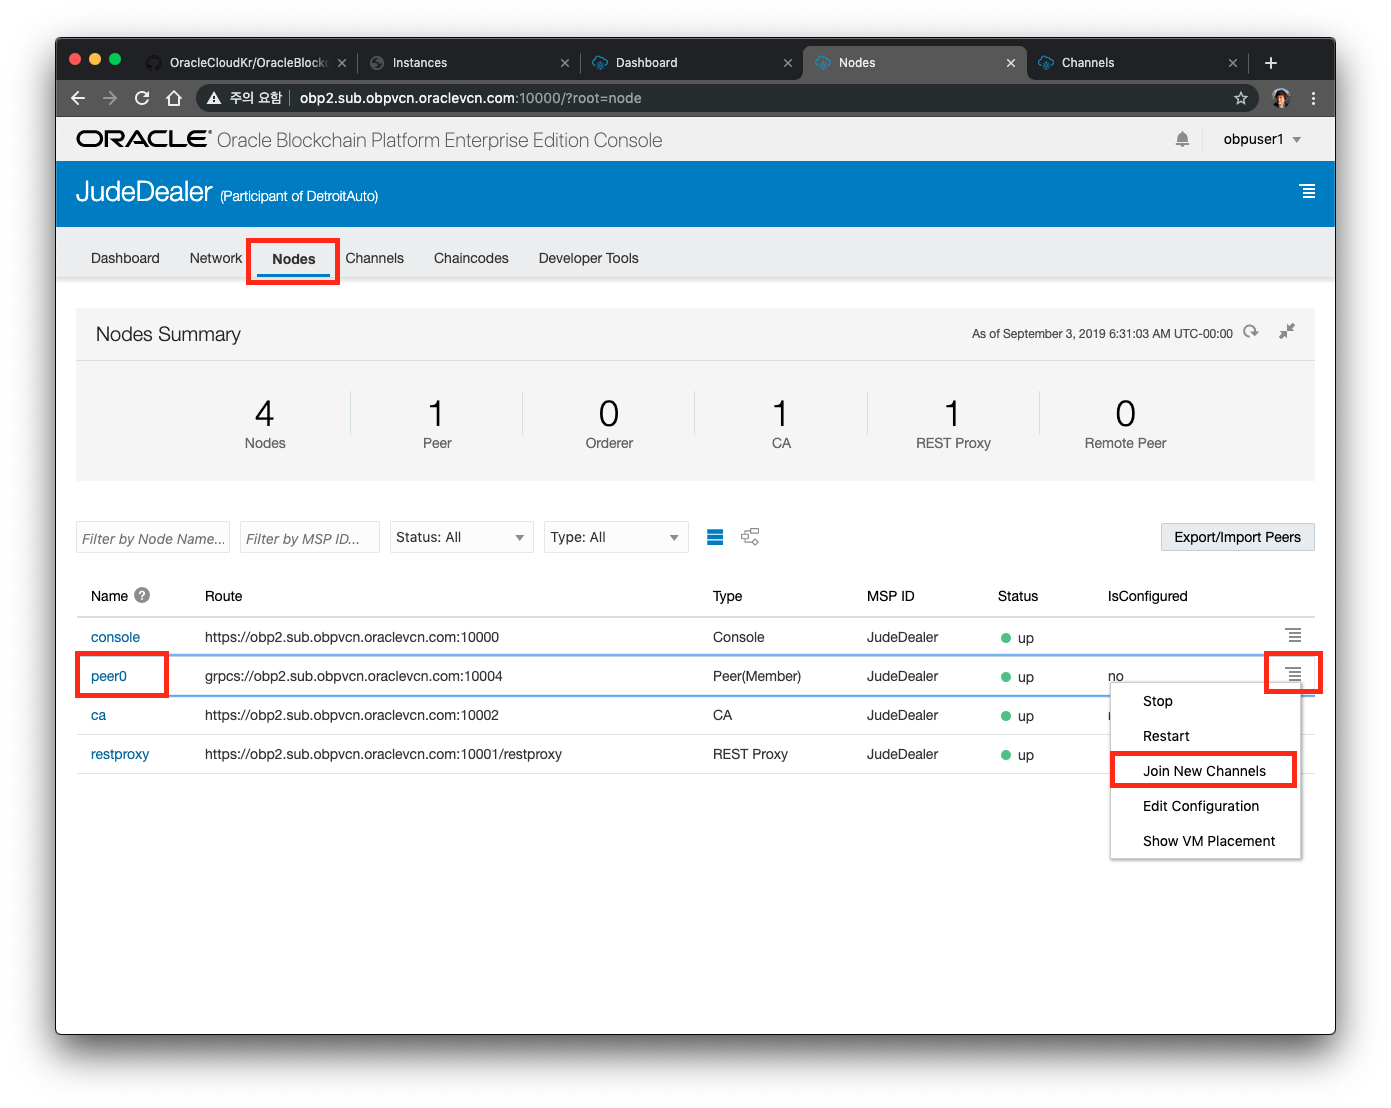 OracleCloudKr/OracleBlockc
Instances
Dashboard
Nodes
Channels
주의 요함
obp2.sub.obpvcn.oraclevcn.com:10000/?root=node
ORACLE® Oracle Blockchain Platform Enterprise Edition Console
obpuser1
JudeDealer (Participant of DetroitAuto)
Dashboard Network Nodes Channels Chaincodes Developer Tools
Nodes Summary
As of September 3, 2019 6:31:03 AM UTC-00:00
4 1 0 1 1 0
Nodes Peer Orderer CA REST Proxy Remote Peer
Filter by Node Name... Filter by MSP ID... Status: All Type: All Export/Import Peers
Name ? Route Type MSP ID Status IsConfigured
console https://obp2.sub.obpvcn.oraclevcn.com:10000 Console JudeDealer up
peer0 grpcs://obp2.sub.obpvcn.oraclevcn.com:10004 Peer(Member) JudeDealer up no
ca https://obp2.sub.obpvcn.oraclevcn.com:10002 CA JudeDealer up
restproxy https://obp2.sub.obpvcn.oraclevcn.com:10001/restproxy REST Proxy JudeDealer up
Stop
Restart
Join New Channels
Edit Configuration
Show VM Placement